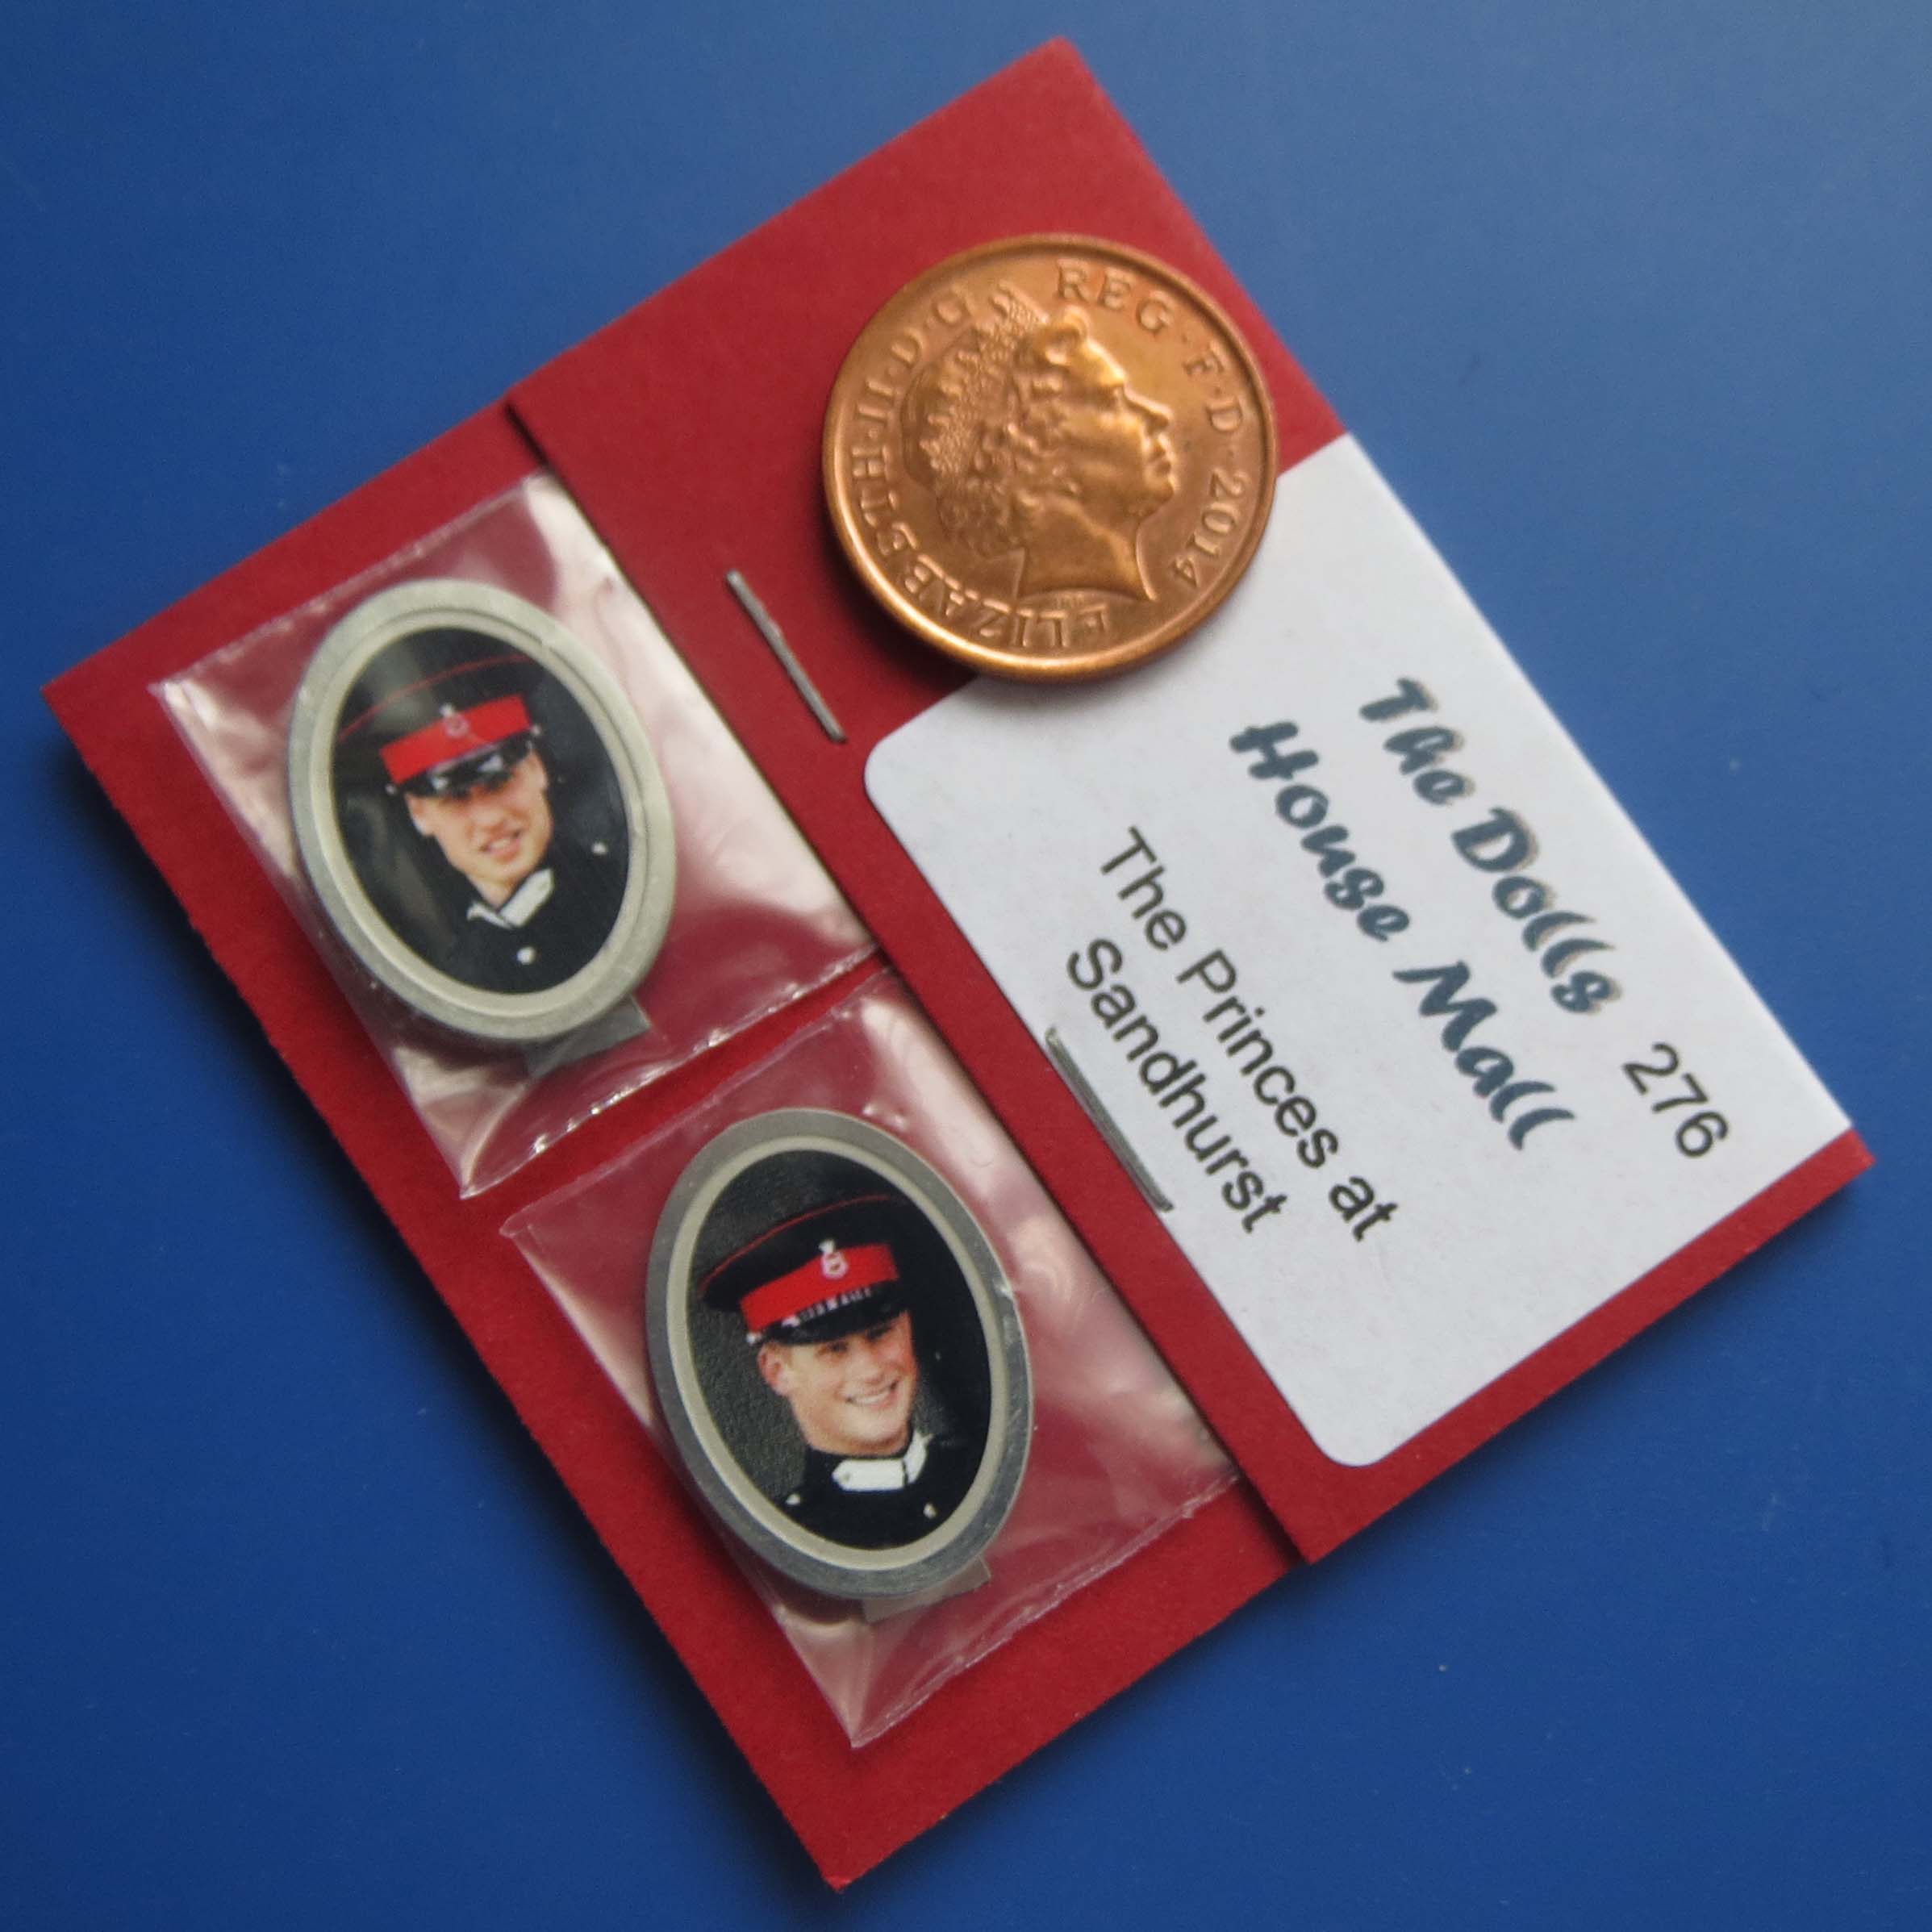 ELIZABETH·II·D·G REG·F·D·2014
The Dolls
House Mall
276
The Princes at
Sandhurst